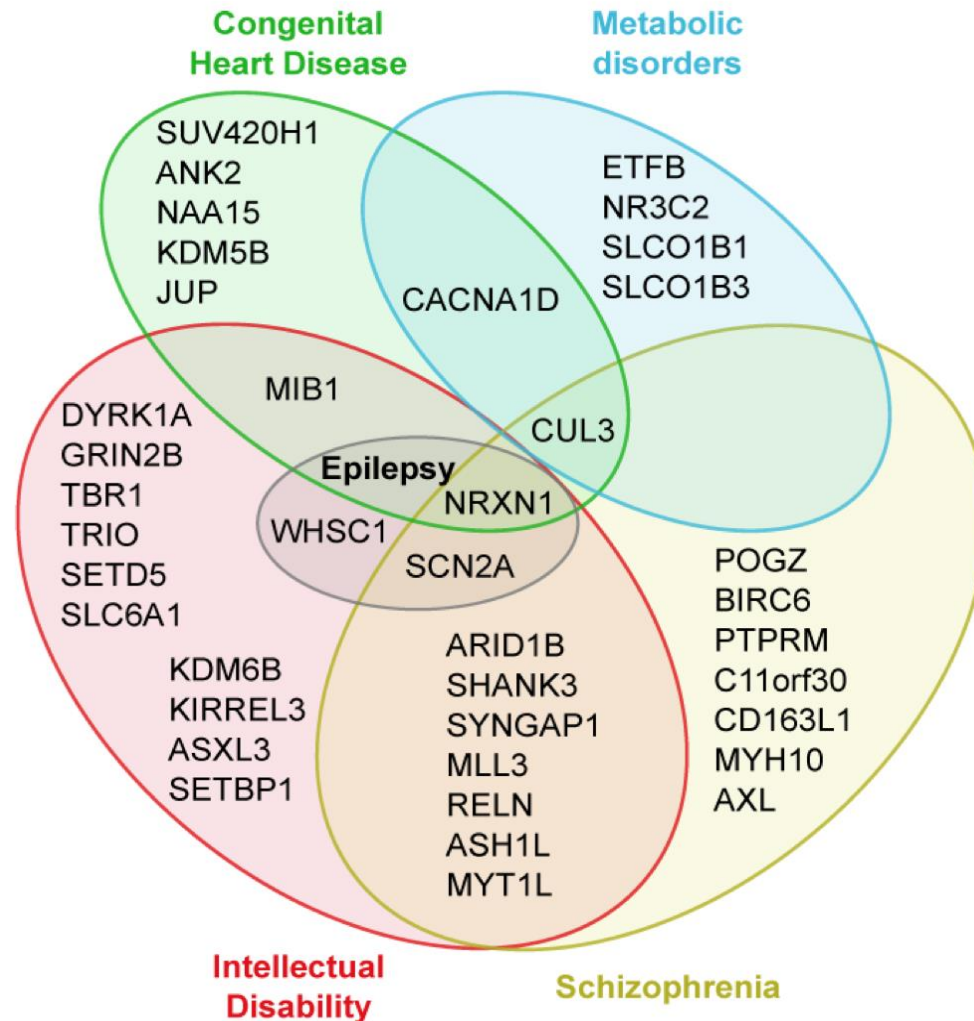 Congenital
Heart Disease
Metabolic
disorders
SUV420H1
ANK2
NAA15
KDM5B
JUP
ETFB
NR3C2
SLCO1B1
SLCO1B3
CACNA1D
MIB1
CUL3
DYRK1A
GRIN2B
TBR1
TRIO
SETD5
SLC6A1
Epilepsy
NRXN1
WHSC1
SCN2A
KDM6B
KIRREL3
ASXL3
SETBP1
ARID1B
SHANK3
SYNGAP1
MLL3
RELN
ASH1L
MYT1L
POGZ
BIRC6
PTPRM
C11orf30
CD163L1
MYH10
AXL
Intellectual
Disability
Schizophrenia